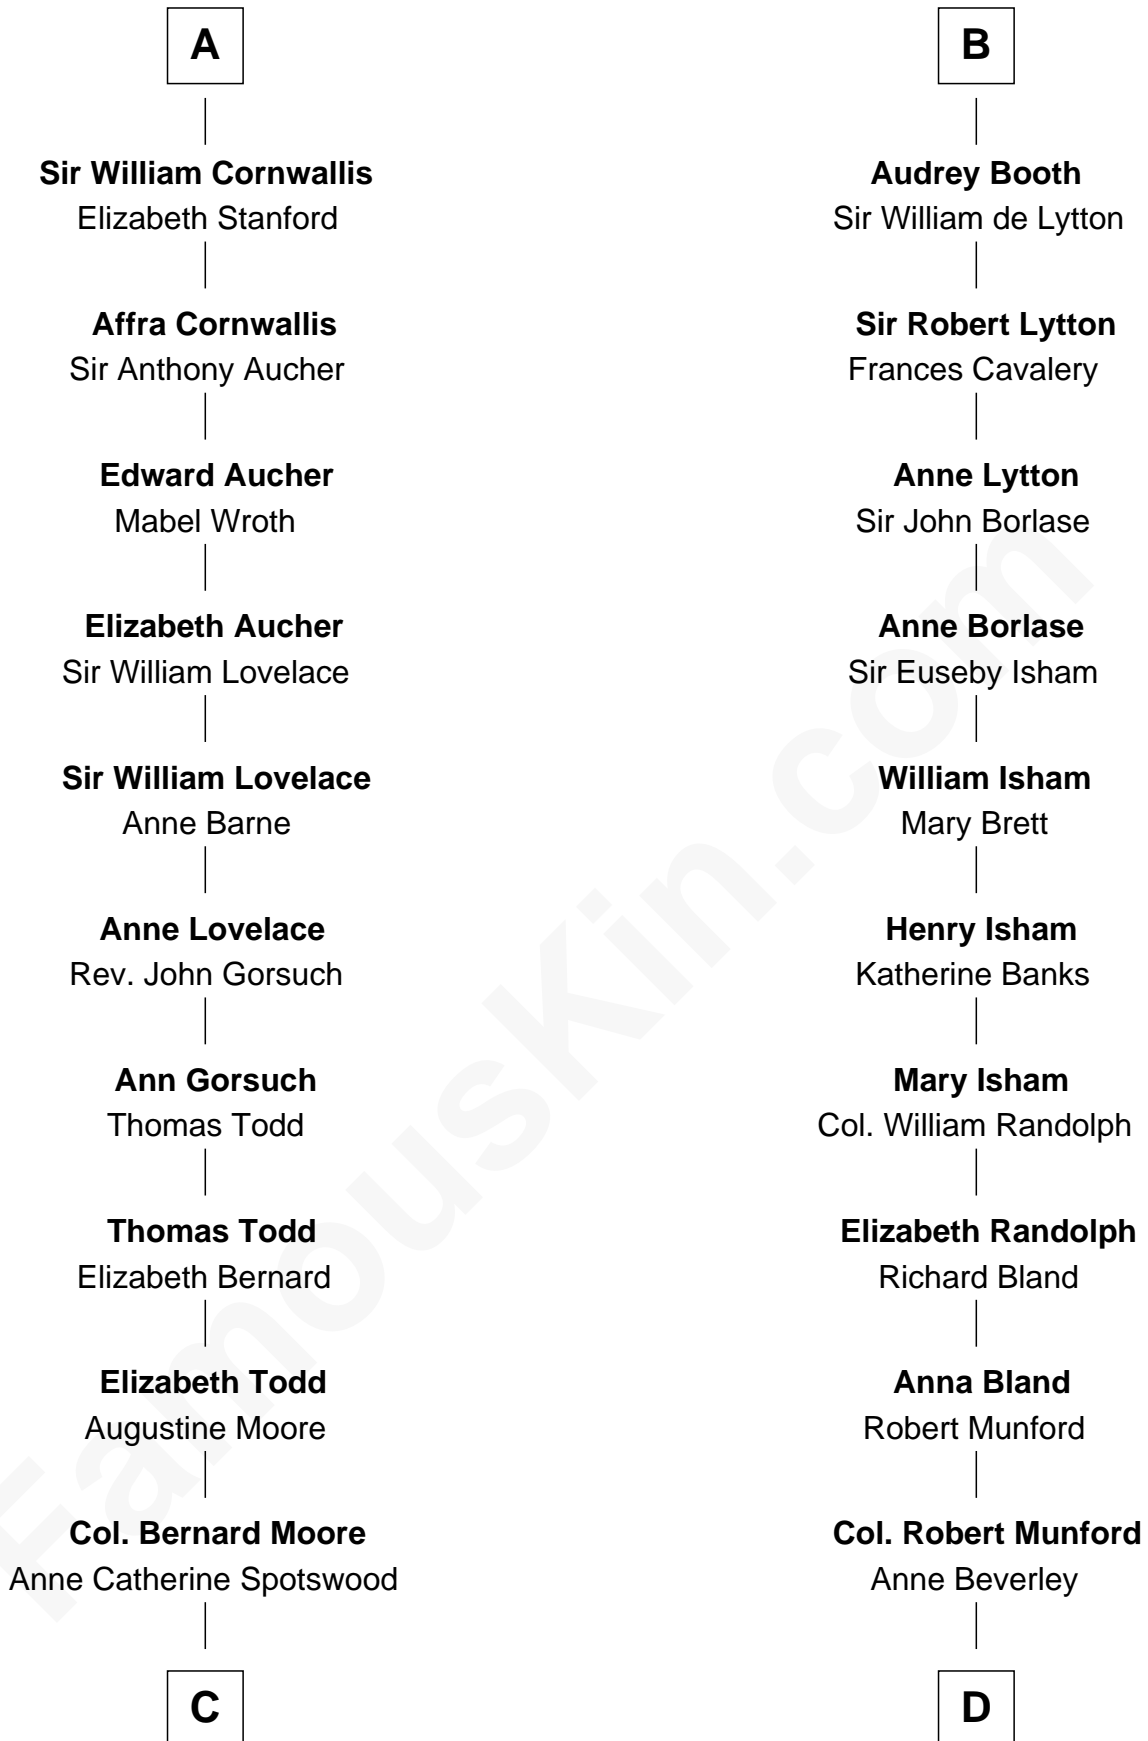 A
Sir William Cornwallis
Elizabeth Stanford
Affra Cornwallis
Sir Anthony Aucher
Edward Aucher
Mabel Wroth
Elizabeth Aucher
Sir William Lovelace
Sir William Lovelace
Anne Barne
Anne Lovelace
Rev. John Gorsuch
Ann Gorsuch
Thomas Todd
Thomas Todd
Elizabeth Bernard
Elizabeth Todd
Augustine Moore
Col. Bernard Moore
Anne Catherine Spotswood
C
B
Audrey Booth
Sir William de Lytton
Sir Robert Lytton
Frances Cavalery
Anne Lytton
Sir John Borlase
Anne Borlase
Sir Euseby Isham
William Isham
Mary Brett
Henry Isham
Katherine Banks
Mary Isham
Col. William Randolph
Elizabeth Randolph
Richard Bland
Anna Bland
Robert Munford
Col. Robert Munford
Anne Beverley
D
FamousKin.com